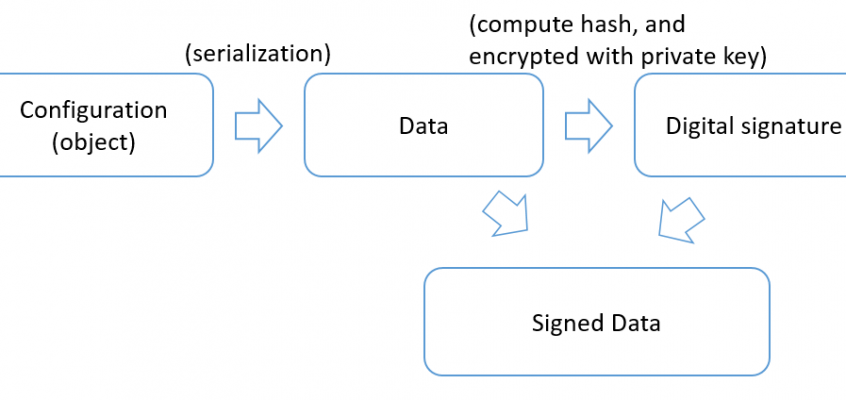 (compute hash, and
(serialization)
encrypted with private key)
Configuration
(object)
Data
Digital signature
Signed Data